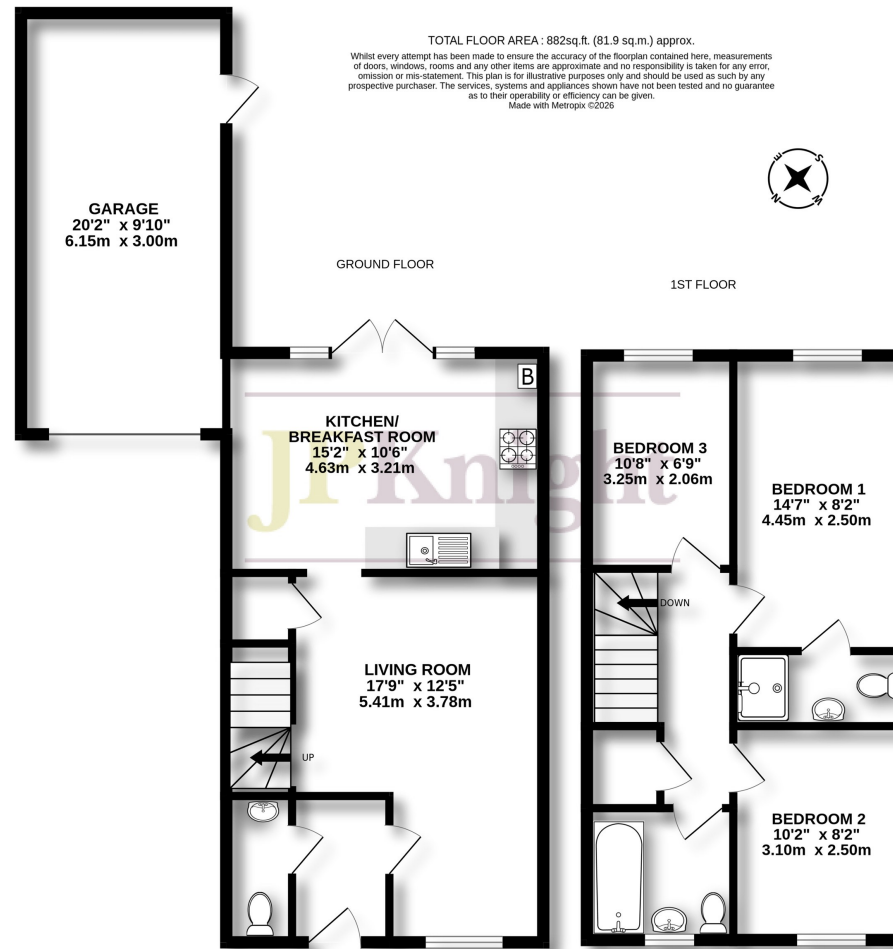 TOTAL FLOOR AREA : 882sq.ft. (81.9 sq.m.) approx.
Whilst every attempt has been made to ensure the accuracy of the floorplan contained here, measurements
of doors, windows, rooms and any other items are approximate and no responsibility is taken for any error,
omission or mis-statement. This plan is for illustrative purposes only and should be used as such by any
prospective purchaser. The services, systems and appliances shown have not been tested and no guarantee
as to their operability or efficiency can be given.
Made with Metropix ©2026
E
S
N
W
GARAGE
20'2" x 9'10"
6.15m x 3.00m
GROUND FLOOR
1ST FLOOR
B
KITCHEN/
BREAKFAST ROOM
15'2" x 10'6"
4.63m x 3.21m
JPKnight
BEDROOM 3
10'8" x 6'9"
3.25m x 2.06m
BEDROOM 1
14'7" x 8'2"
4.45m x 2.50m
DOWN
LIVING ROOM
17'9" x 12'5"
5.41m x 3.78m
UP
BEDROOM 2
10'2" x 8'2"
3.10m x 2.50m